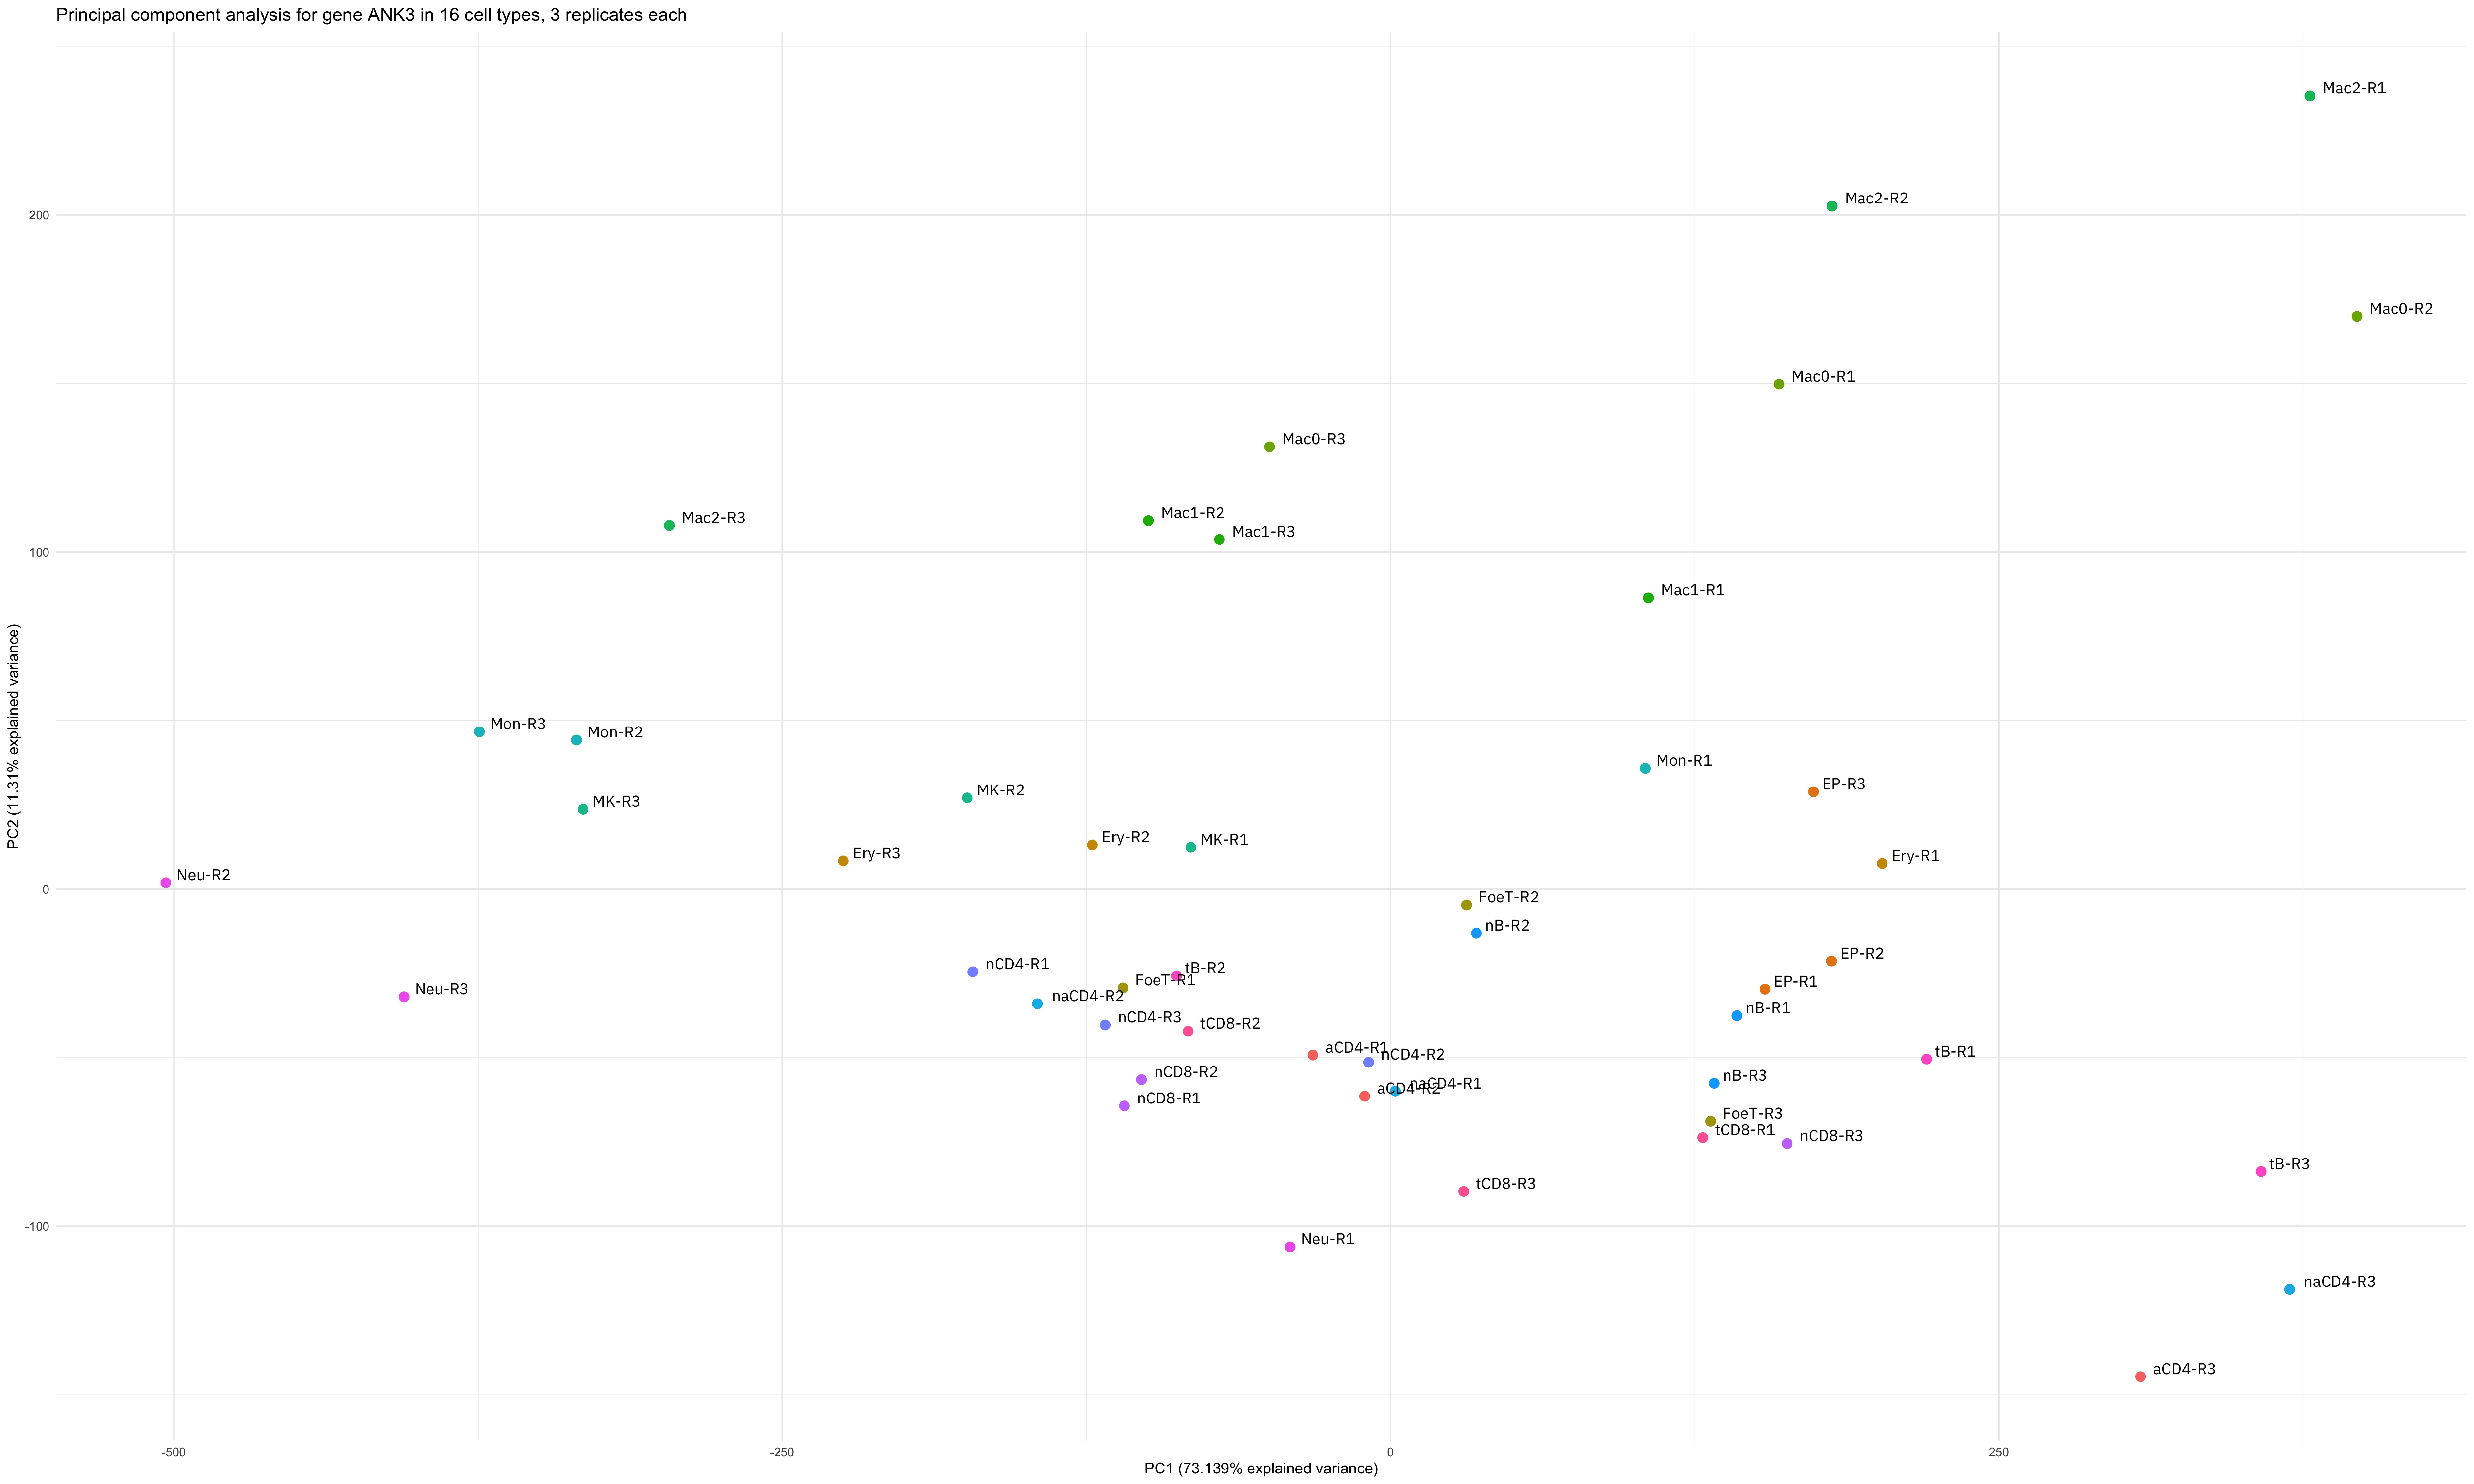 Principal component analysis for gene ANK3 in 16 cell types, 3 replicates each
Mac2-R1
Mac2-R2
200
Mac0-R2
Mac0-R1
Mac0-R3
Mac2-R3
Mac1-R2
Mac1-R3
100
Mac1-R1
PC2 (11.31% explained variance)
Mon-R3
Mon-R2
Mon-R1
EP-R3
MK-R2
MK-R3
Ery-R2
MK-R1
Ery-R3
Ery-R1
Neu-R2
0
FoeT-R2
nB-R2
EP-R2
nCD4-R1
tB-R2
FoeT-R1
EP-R1
Neu-R3
naCD4-R2
nB-R1
nCD4-R3
tCD8-R2
aCD4-R1
nCD4-R2
tB-R1
nCD8-R2
nB-R3
naCD4-R1
aCD4-R2
nCD8-R1
FoeT-R3
tCD8-R1
nCD8-R3
tB-R3
tCD8-R3
-100
Neu-R1
naCD4-R3
aCD4-R3
-500
-250
0
250
PC1 (73.139% explained variance)